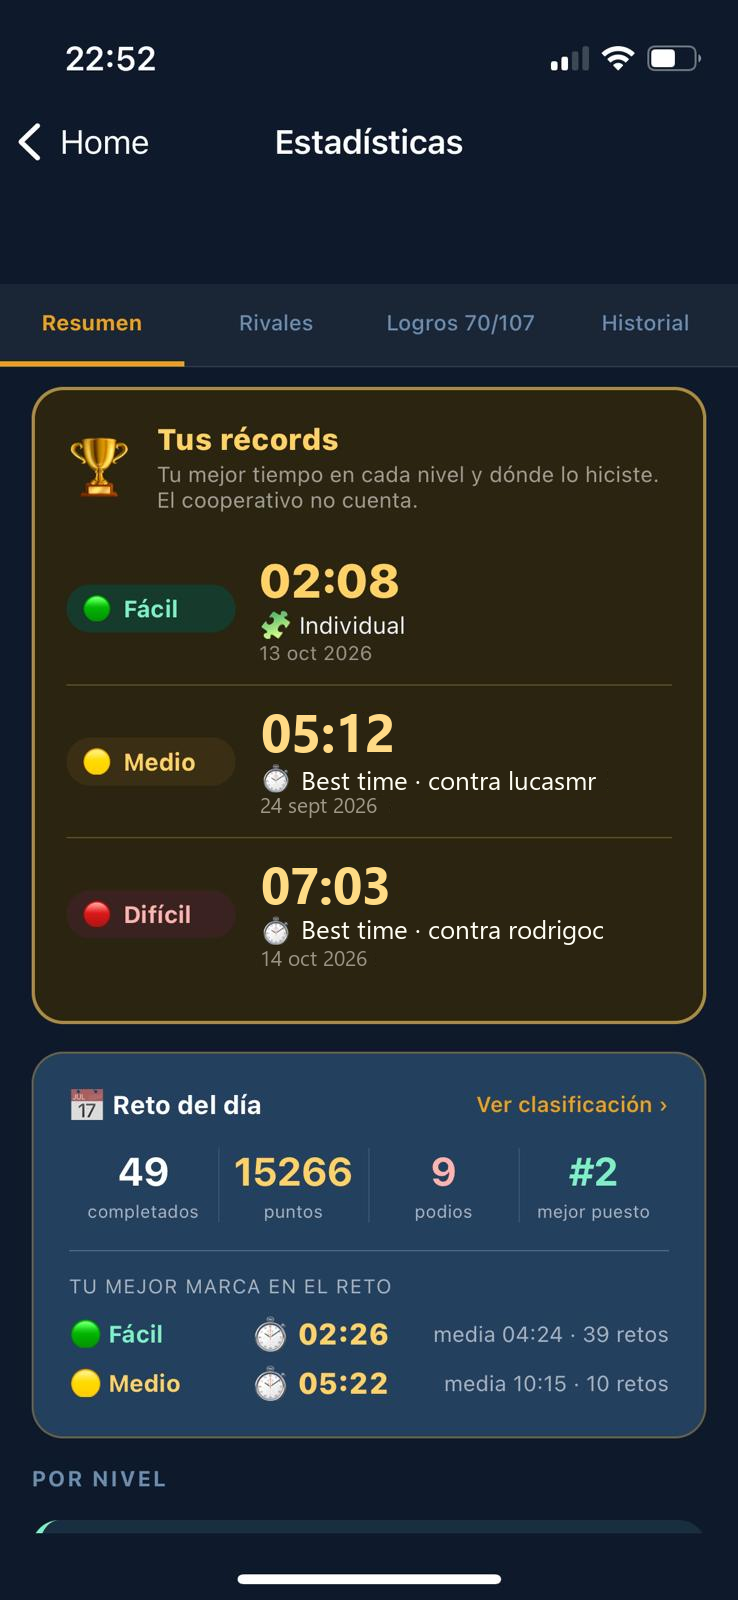 22:52
Home
Estadísticas
Resumen
Rivales
Logros 70/107
Historial
Tus récords
Tu mejor tiempo en cada nivel y dónde lo hiciste.
El cooperativo no cuenta.
Fácil
02:08
Individual
13 oct 2026
Medio
05:12
Best time · contra lucasmr
24 sept 2026
Difícil
07:03
Best time · contra rodrigoc
14 oct 2026
JUL
17
Reto del día
Ver clasificación ›
49
completados
15266
puntos
9
podios
#2
mejor puesto
TU MEJOR MARCA EN EL RETO
Fácil
02:26
media 04:24 · 39 retos
Medio
05:22
media 10:15 · 10 retos
POR NIVEL